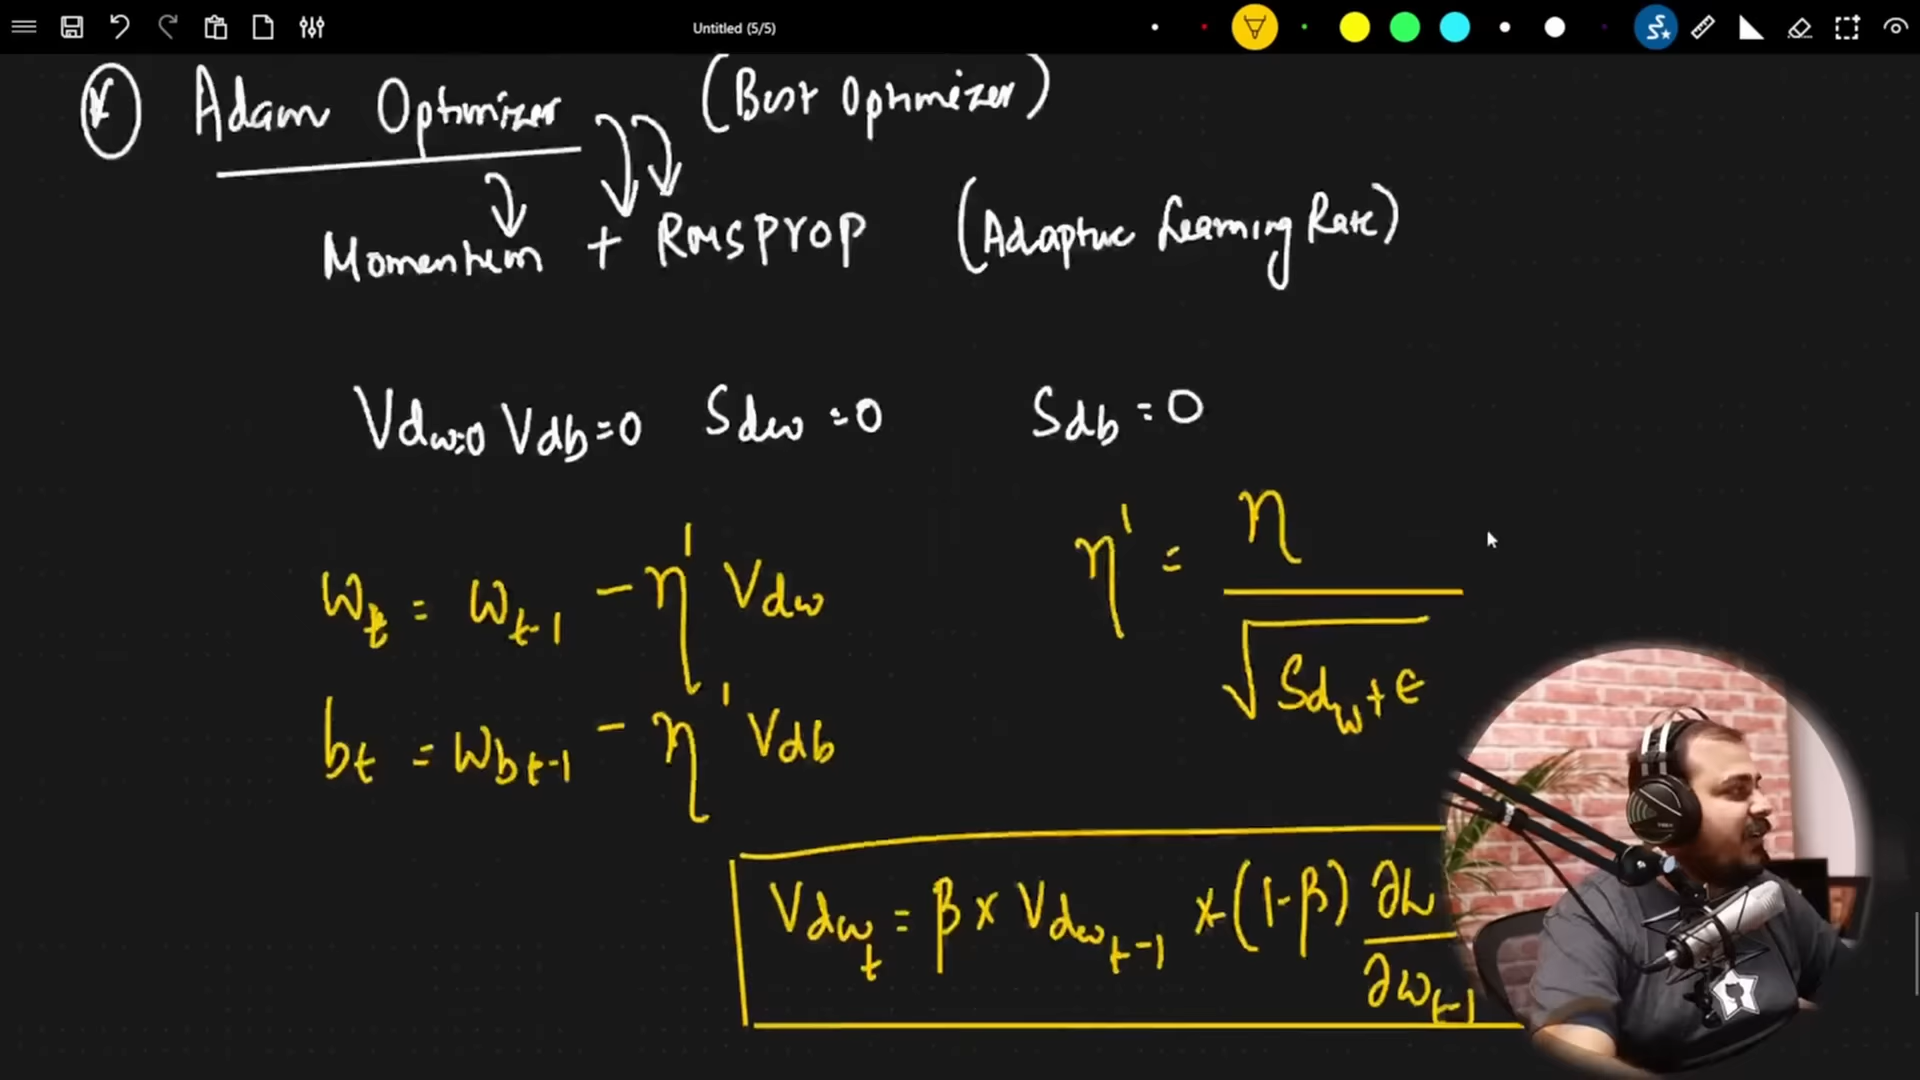 Untitled (5/5)
Adam Optimizer (Best Optimizer)
Momentum + RMSPROP (Adaptive Learning Rate)
Vdw=0 Vdb=0 Sdw=0 Sdb=0
η' = η / √(Sdw+ϵ)
Wt = Wt-1 - η' Vdw
bt = Wbt-1 - η' Vdb
Vdwt = β × Vdwt-1 + (1-β) ∂L/∂wt-1